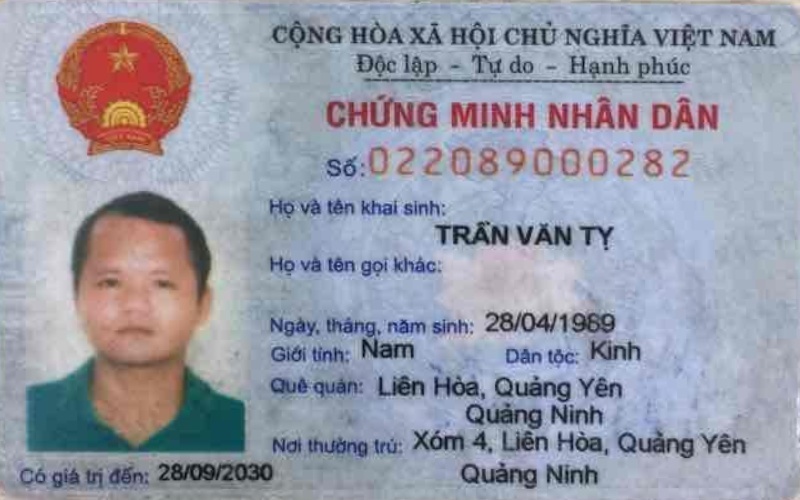 CỘNG HÒA XÃ HỘI CHỦ NGHĨA VIỆT NAM
Độc lập - Tự do - Hạnh phúc
CHỨNG MINH NHÂN DÂN
Số: 022089000282
Họ và tên khai sinh:
TRẦN VĂN TỴ
Họ và tên gọi khác:
Ngày, tháng, năm sinh: 28/04/1989
Giới tính: Nam Dân tộc: Kinh
Quê quán: Liên Hòa, Quảng Yên
Quảng Ninh
Nơi thường trú: Xóm 4, Liên Hòa, Quảng Yên
Quảng Ninh
Có giá trị đến: 28/09/2030